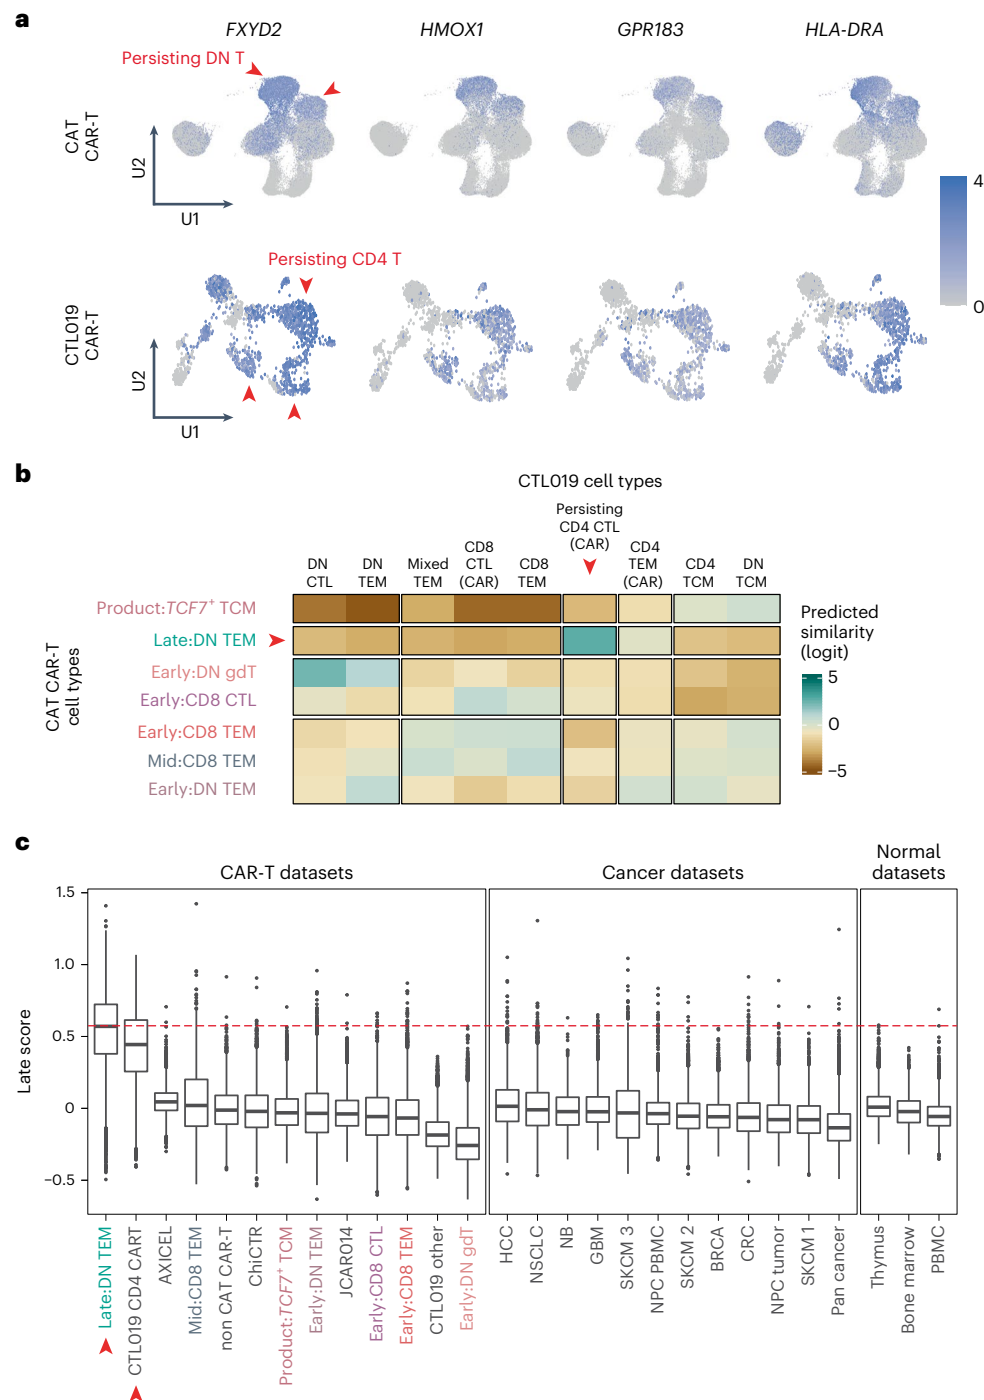 a
FXYD2 HMOX1 GPR183 HLA-DRA
Persisting DN T
CAT
CAR-T
U2
U1
4
0
Persisting CD4 T
CTL019
CAR-T
U2
U1
b
CTL019 cell types
Persisting
CD4 CTL
(CAR)
DN
CTL
DN
TEM
Mixed
TEM
CD8
CTL
(CAR)
CD8
TEM
CD4
TEM
(CAR)
CD4
TCM
DN
TCM
CAT CAR-T
cell types
Product:TCF7+ TCM
Late:DN TEM
Early:DN gdT
Early:CD8 CTL
Early:CD8 TEM
Mid:CD8 TEM
Early:DN TEM
Predicted
similarity
(logit)
5
0
−5
c
CAR-T datasets
Cancer datasets
Normal
datasets
Late score
1.5
1.0
0.5
0
−0.5
Late:DN TEM
CTL019 CD4 CART
AXICEL
Mid:CD8 TEM
non CAT CAR-T
ChiCTR
Product:TCF7+ TCM
Early:DN TEM
JCAR014
Early:CD8 CTL
Early:CD8 TEM
CTL019 other
Early:DN gdT
HCC
NSCLC
NB
GBM
SKCM 3
NPC PBMC
SKCM 2
BRCA
CRC
NPC tumor
SKCM 1
Pan cancer
Thymus
Bone marrow
PBMC